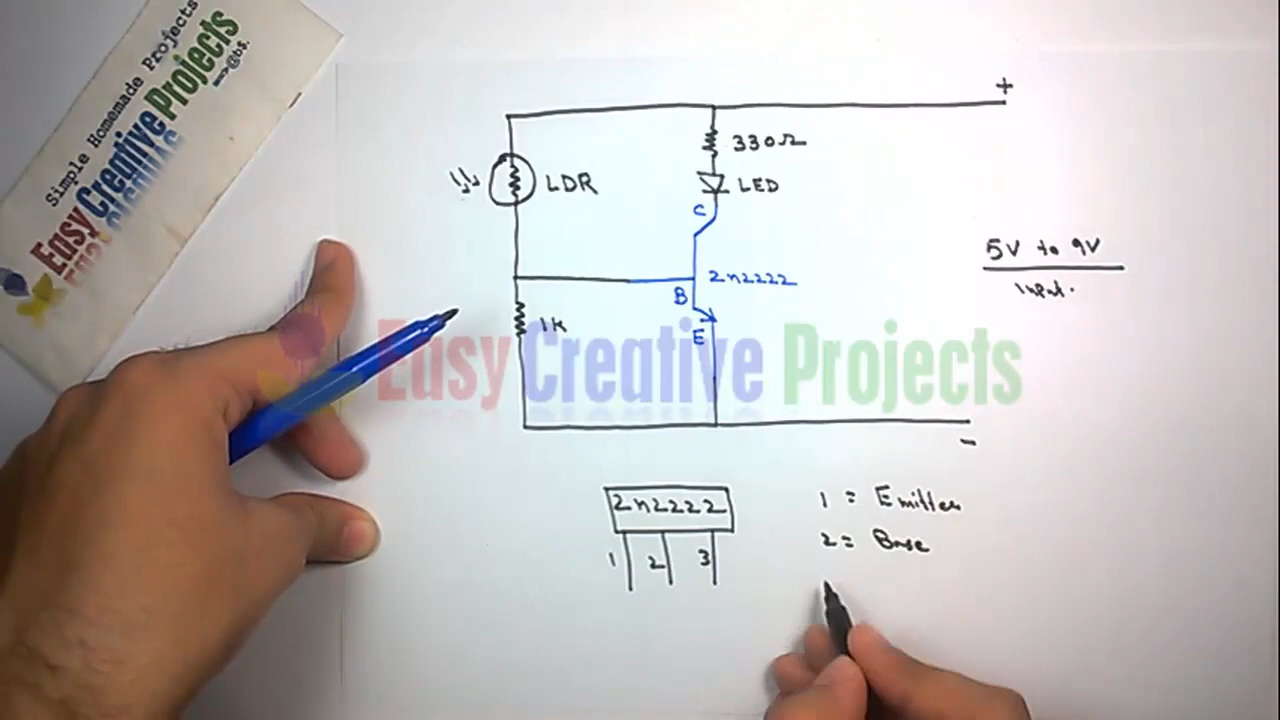 Simple Homemade Projects
Easy Creative Projects
+
330Ω
LDR
LED
C
5V to 9V
Input.
2n2222
B
1k
E
Easy Creative Projects
-
2n2222
1 2 3
1 = Emitter
2 = Base